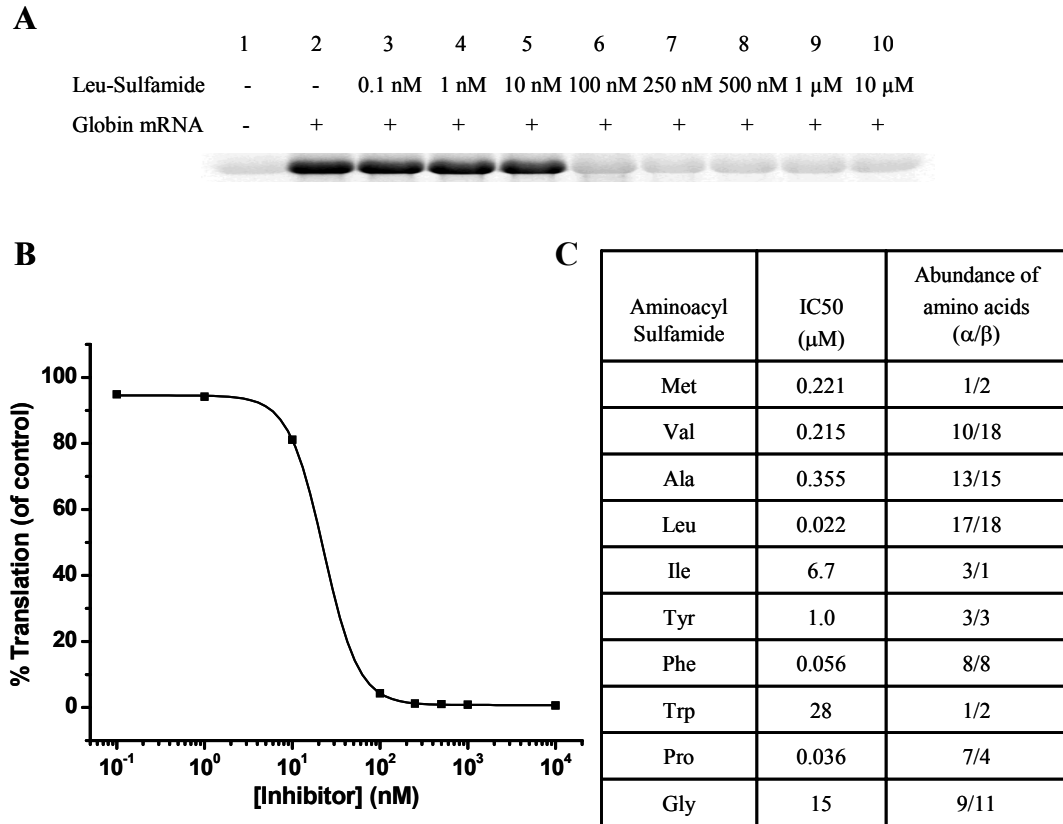 A
1 2 3 4 5 6 7 8 9 10
Leu-Sulfamide - - 0.1 nM 1 nM 10 nM 100 nM 250 nM 500 nM 1 µM 10 µM
Globin mRNA - + + + + + + + + +
B
100
80
60
40
20
0
% Translation (of control)
10⁻¹ 10⁰ 10¹ 10² 10³ 10⁴
[Inhibitor] (nM)
C
Aminoacyl Sulfamide IC50 (µM) Abundance of amino acids (α/β)
Met 0.221 1/2
Val 0.215 10/18
Ala 0.355 13/15
Leu 0.022 17/18
Ile 6.7 3/1
Tyr 1.0 3/3
Phe 0.056 8/8
Trp 28 1/2
Pro 0.036 7/4
Gly 15 9/11